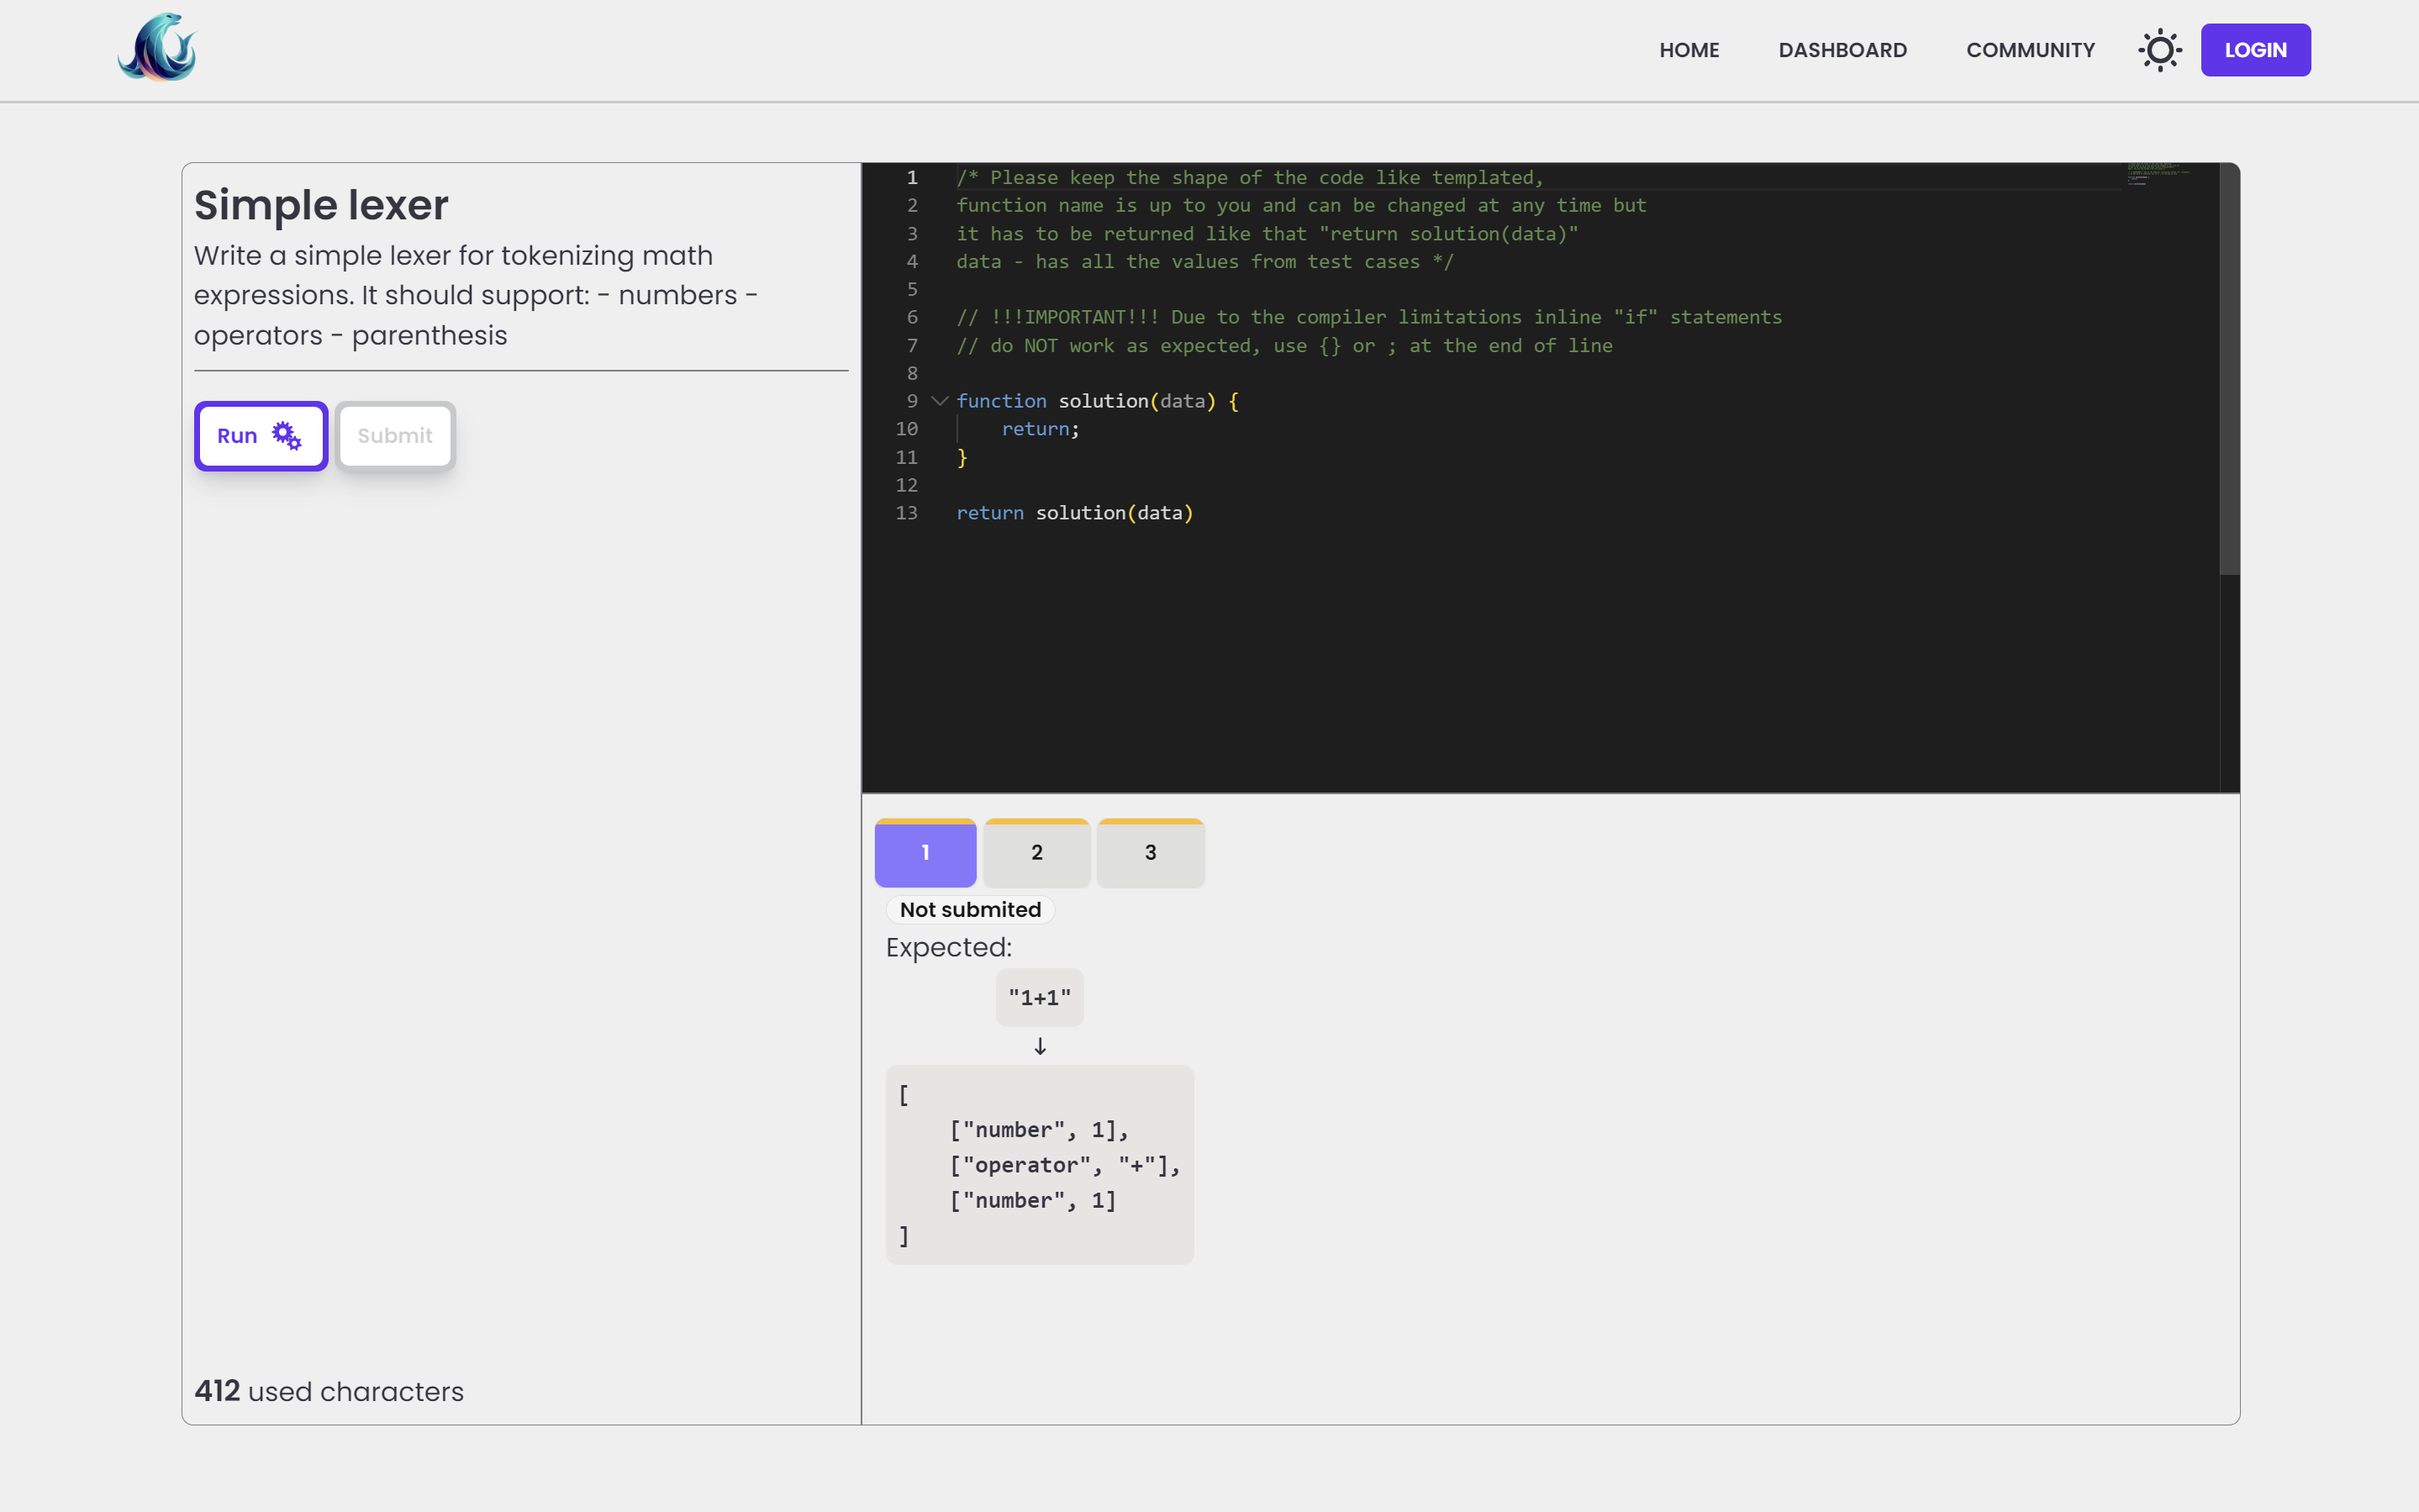 HOME DASHBOARD COMMUNITY LOGIN
Simple lexer
Write a simple lexer for tokenizing math
expressions. It should support: - numbers -
operators - parenthesis
Run Submit
412 used characters
1 /* Please keep the shape of the code like templated,
2 function name is up to you and can be changed at any time but
3 it has to be returned like that "return solution(data)"
4 data - has all the values from test cases */
5
6 // !!!IMPORTANT!!! Due to the compiler limitations inline "if" statements
7 // do NOT work as expected, use {} or ; at the end of line
8
9 function solution(data) {
10 return;
11 }
12
13 return solution(data)
1 2 3
Not submited
Expected:
"1+1"
↓
[
["number", 1],
["operator", "+"],
["number", 1]
]